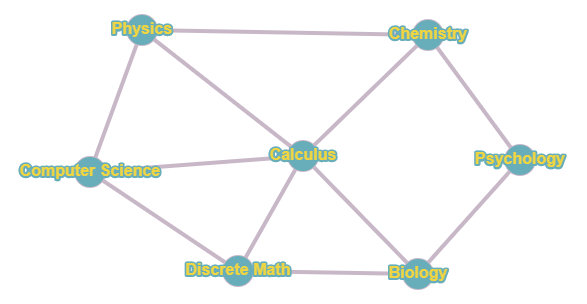 Physics
Chemistry
Calculus
Psychology
Computer Science
Discrete Math
Biology